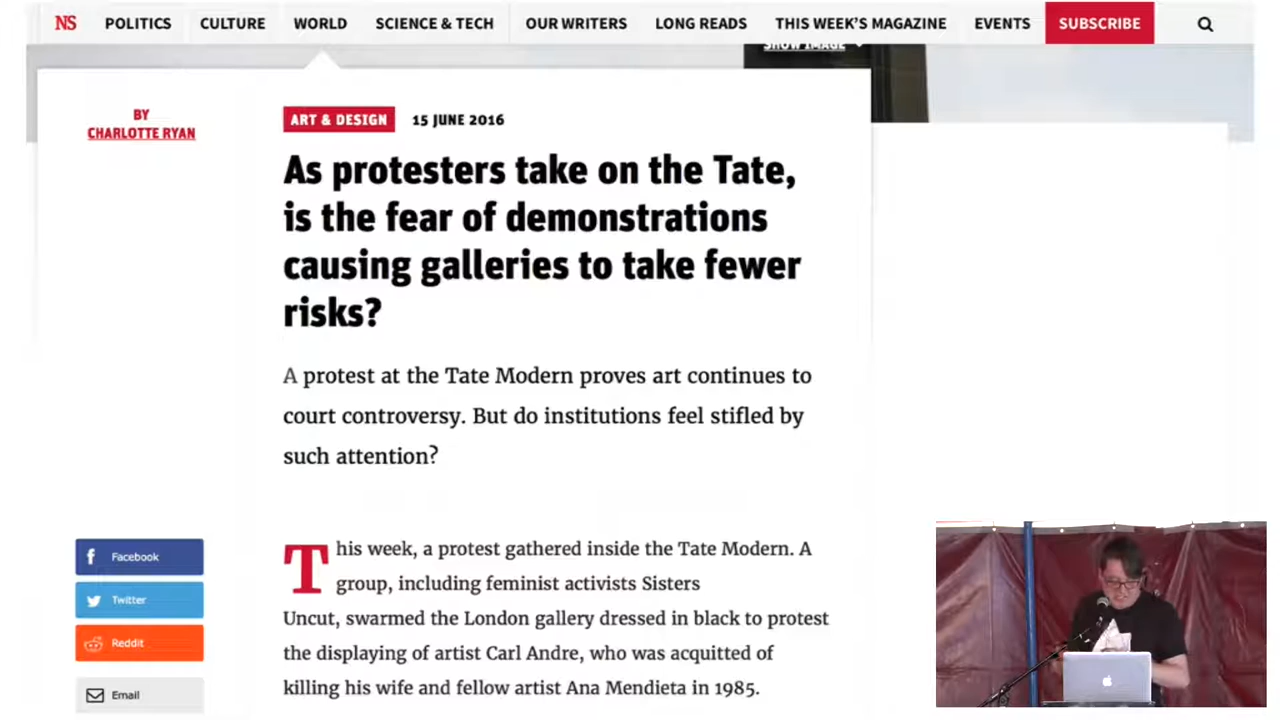 NS POLITICS CULTURE WORLD SCIENCE & TECH OUR WRITERS LONG READS THIS WEEK'S MAGAZINE EVENTS SUBSCRIBE
SHOW IMAGE
BY
CHARLOTTE RYAN
ART & DESIGN 15 JUNE 2016
As protesters take on the Tate,
is the fear of demonstrations
causing galleries to take fewer
risks?
A protest at the Tate Modern proves art continues to
court controversy. But do institutions feel stifled by
such attention?
This week, a protest gathered inside the Tate Modern. A
group, including feminist activists Sisters
Uncut, swarmed the London gallery dressed in black to protest
the displaying of artist Carl Andre, who was acquitted of
killing his wife and fellow artist Ana Mendieta in 1985.
Facebook
Twitter
Reddit
Email